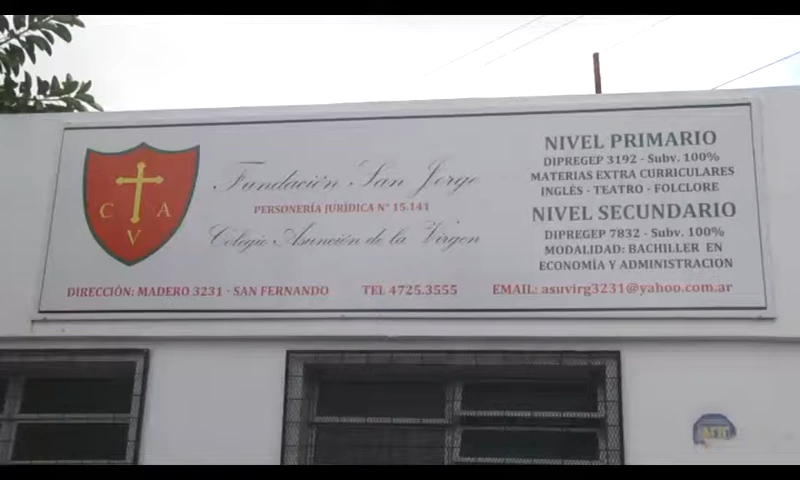 C A
V
Fundación San Jorge
PERSONERÍA JURÍDICA N° 15.141
Colegio Asunción de la Virgen
NIVEL PRIMARIO
DIPREGEP 3192 - Subv. 100%
MATERIAS EXTRA CURRICULARES
INGLÉS - TEATRO - FOLCLORE
NIVEL SECUNDARIO
DIPREGEP 7832 - Subv. 100%
MODALIDAD: BACHILLER EN
ECONOMÍA Y ADMINISTRACION
DIRECCIÓN: MADERO 3231 - SAN FERNANDO TEL 4725.3555 EMAIL: asuvirg3231@yahoo.com.ar